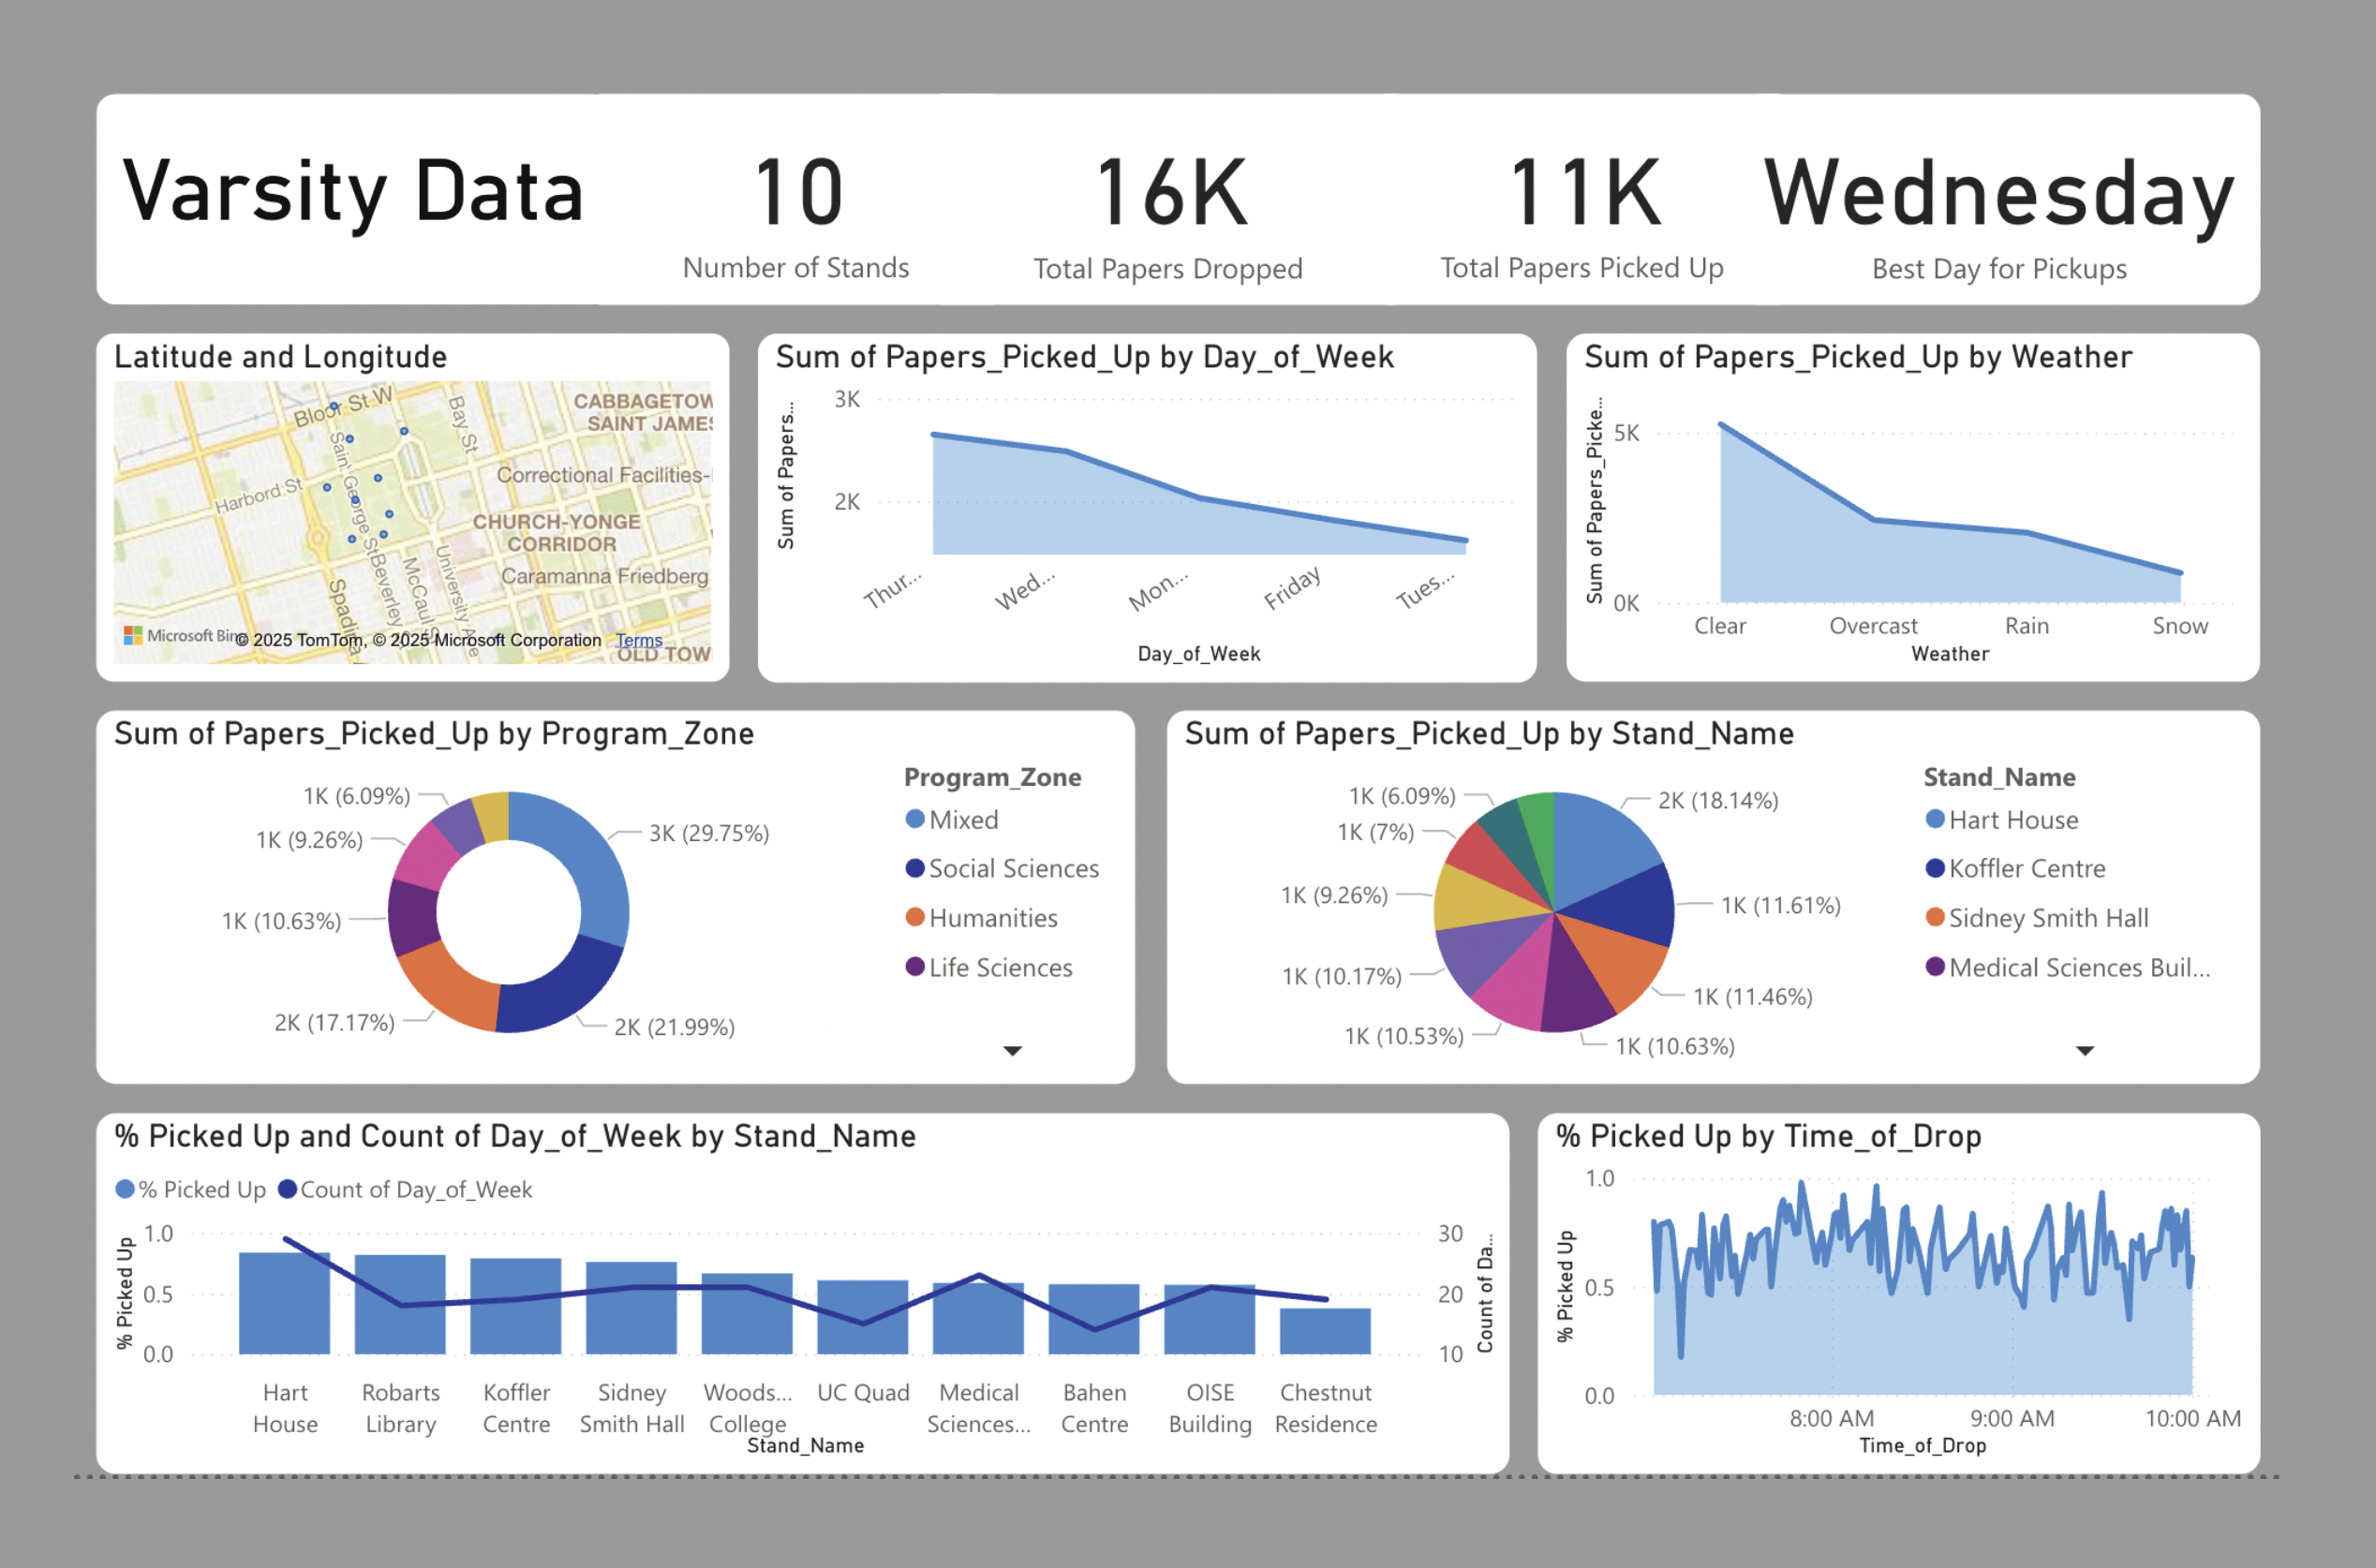 Varsity Data
10
Number of Stands
16K
Total Papers Dropped
11K
Total Papers Picked Up
Wednesday
Best Day for Pickups
Latitude and Longitude
Bloor St W
Bay St
CABBAGETOW
SAINT JAMES
Saint George St
Harbord St
Correctional Facilities-
CHURCH-YONGE
CORRIDOR
Caramanna Friedberg
Spadina
Beverley
McCaul
University Ave
OLD TOW
Microsoft Bing
© 2025 TomTom, © 2025 Microsoft Corporation Terms
Sum of Papers_Picked_Up by Day_of_Week
Sum of Papers...
3K
2K
Thur...
Wed...
Mon...
Friday
Tues...
Day_of_Week
Sum of Papers_Picked_Up by Weather
Sum of Papers_Picke...
5K
0K
Clear
Overcast
Rain
Snow
Weather
Sum of Papers_Picked_Up by Program_Zone
1K (6.09%)
1K (9.26%)
1K (10.63%)
2K (17.17%)
3K (29.75%)
2K (21.99%)
Program_Zone
Mixed
Social Sciences
Humanities
Life Sciences
Sum of Papers_Picked_Up by Stand_Name
1K (6.09%)
1K (7%)
1K (9.26%)
1K (10.17%)
1K (10.53%)
2K (18.14%)
1K (11.61%)
1K (11.46%)
1K (10.63%)
Stand_Name
Hart House
Koffler Centre
Sidney Smith Hall
Medical Sciences Buil...
% Picked Up and Count of Day_of_Week by Stand_Name
% Picked Up
Count of Day_of_Week
% Picked Up
1.0
0.5
0.0
30
20
10
Count of Da...
Hart
House
Robarts
Library
Koffler
Centre
Sidney
Smith Hall
Woods...
College
UC Quad
Medical
Sciences...
Bahen
Centre
OISE
Building
Chestnut
Residence
Stand_Name
% Picked Up by Time_of_Drop
% Picked Up
1.0
0.5
0.0
8:00 AM
9:00 AM
10:00 AM
Time_of_Drop